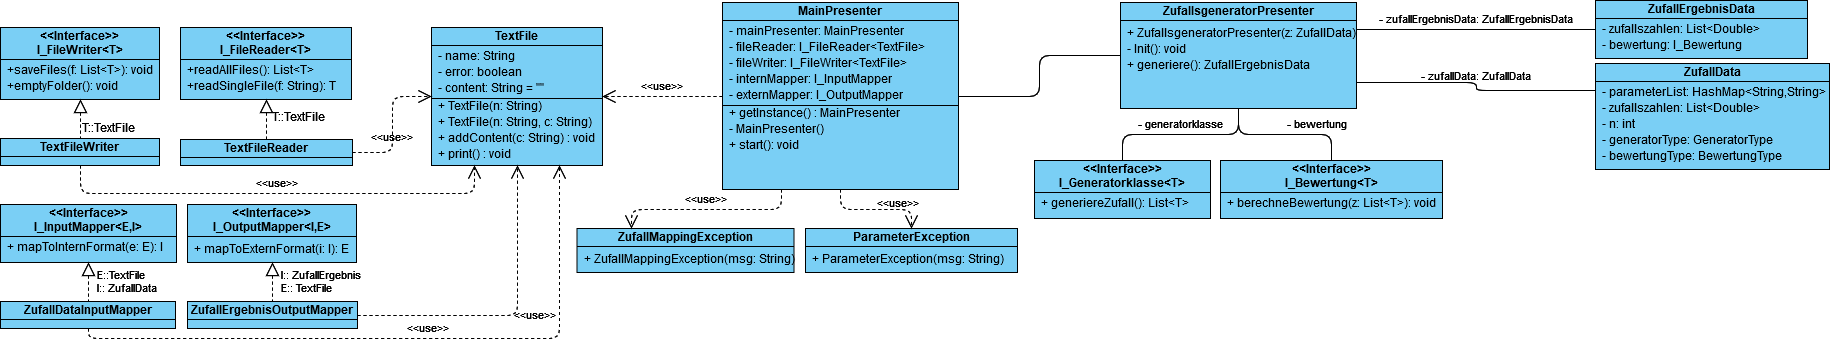 <<Interface>>
I_FileWriter<T>
+saveFiles(f: List<T>): void
+emptyFolder(): void
T::TextFile
TextFileWriter
<<Interface>>
I_FileReader<T>
+readAllFiles(): List<T>
+readSingleFile(f: String): T
T::TextFile
TextFileReader
<<use>>
<<use>>
TextFile
- name: String
- error: boolean
- content: String = ""
+ TextFile(n: String)
+ TextFile(n: String, c: String)
+ addContent(c: String) : void
+ print() : void
<<use>>
MainPresenter
- mainPresenter: MainPresenter
- fileReader: I_FileReader<TextFile>
- fileWriter: I_FileWriter<TextFile>
- internMapper: I_InputMapper
- externMapper: I_OutputMapper
+ getInstance() : MainPresenter
- MainPresenter()
+ start(): void
ZufallsgeneratorPresenter
+ ZufallsgeneratorPresenter(z: ZufallData)
- Init(): void
+ generiere(): ZufallErgebnisData
- zufallErgebnisData: ZufallErgebnisData
- zufallData: ZufallData
ZufallErgebnisData
- zufallszahlen: List<Double>
- bewertung: I_Bewertung
ZufallData
- parameterList: HashMap<String,String>
- zufallszahlen: List<Double>
- n: int
- generatorType: GeneratorType
- bewertungType: BewertungType
- generatorklasse
- bewertung
<<Interface>>
I_Generatorklasse<T>
+ generiereZufall(): List<T>
<<Interface>>
I_Bewertung<T>
+ berechneBewertung(z: List<T>): void
<<use>>
<<use>>
ZufallMappingException
+ ZufallMappingException(msg: String)
ParameterException
+ ParameterException(msg: String)
<<Interface>>
I_InputMapper<E,I>
+ mapToInternFormat(e: E): I
E::TextFile
I:: ZufallData
ZufallDataInputMapper
<<Interface>>
I_OutputMapper<I,E>
+ mapToExternFormat(i: I): E
I:: ZufallErgebnis
E:: TextFile
ZufallErgebnisOutputMapper
<<use>>
<<use>>